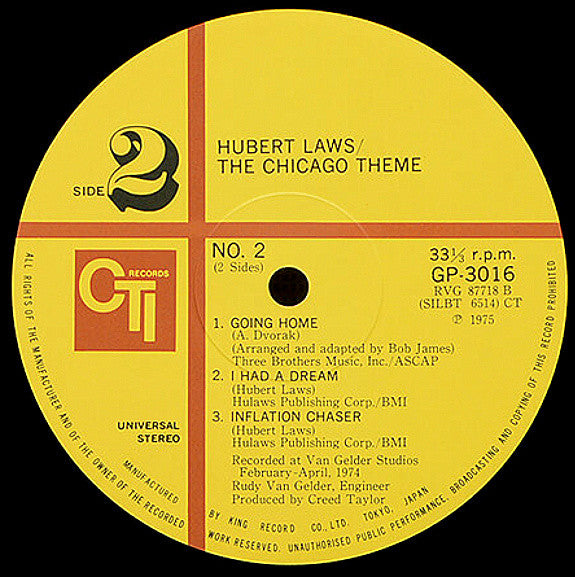 SIDE 2
HUBERT LAWS/
THE CHICAGO THEME
CTI RECORDS
NO. 2
(2 Sides)
33⅓ r.p.m.
GP-3016
RVG 87718 B
(SILBT 6514) CT
℗ 1975
1. GOING HOME
(A. Dvorak)
(Arranged and adapted by Bob James)
Three Brothers Music, Inc./ASCAP
2. I HAD A DREAM
(Hubert Laws)
Hulaws Publishing Corp./BMI
3. INFLATION CHASER
(Hubert Laws)
Hulaws Publishing Corp./BMI
UNIVERSAL
STEREO
Recorded at Van Gelder Studios
February-April, 1974
Rudy Van Gelder, Engineer
Produced by Creed Taylor
MANUFACTURED BY KING RECORD CO., LTD. TOKYO, JAPAN
ALL RIGHTS OF THE MANUFACTURER AND OF THE OWNER OF THE RECORDED WORK RESERVED. UNAUTHORISED PUBLIC PERFORMANCE, BROADCASTING AND COPYING OF THIS RECORD PROHIBITED